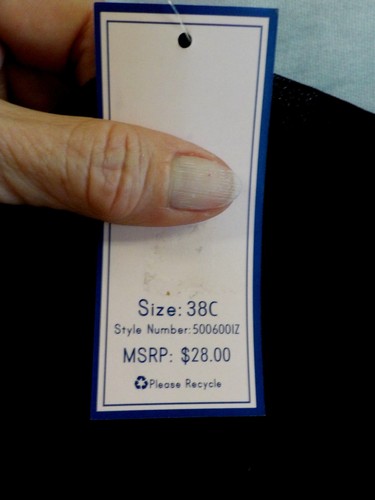 Size: 38C
Style Number: 500600IZ
MSRP: $28.00
Please Recycle